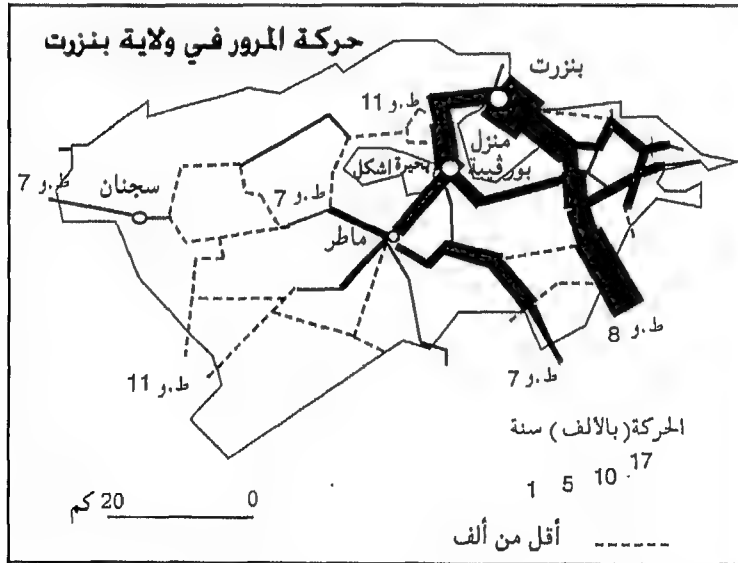 حركة المرور في ولاية بنزرت
بنزرت
ط.و 11
منزل
بورقيبة
بحيرة اشكل
ط.و 7
سجنان
ط.و 7
ماطر
ط.و 8
ط.و 7
ط.و 11
الحركة (بالألف) سنة
1 5 10 17
20 كم 0
أقل من ألف